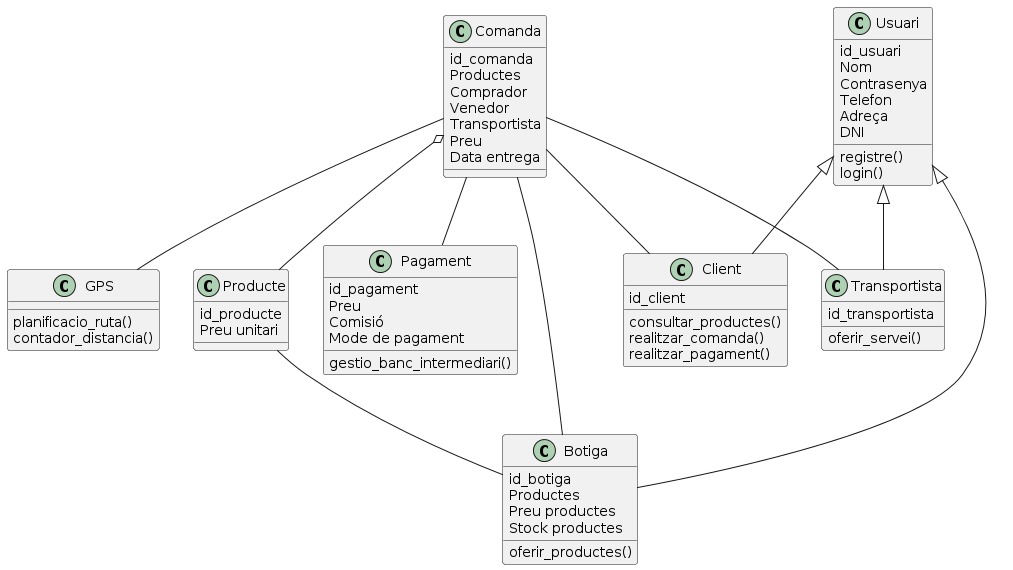 C Comanda
id_comanda
Productes
Comprador
Venedor
Transportista
Preu
Data entrega
C Usuari
id_usuari
Nom
Contrasenya
Telefon
Adreça
DNI
registre()
login()
C GPS
planificacio_ruta()
contador_distancia()
C Producte
id_producte
Preu unitari
C Pagament
id_pagament
Preu
Comisió
Mode de pagament
gestio_banc_intermediari()
C Client
id_client
consultar_productes()
realitzar_comanda()
realitzar_pagament()
C Transportista
id_transportista
oferir_servei()
C Botiga
id_botiga
Productes
Preu productes
Stock productes
oferir_productes()